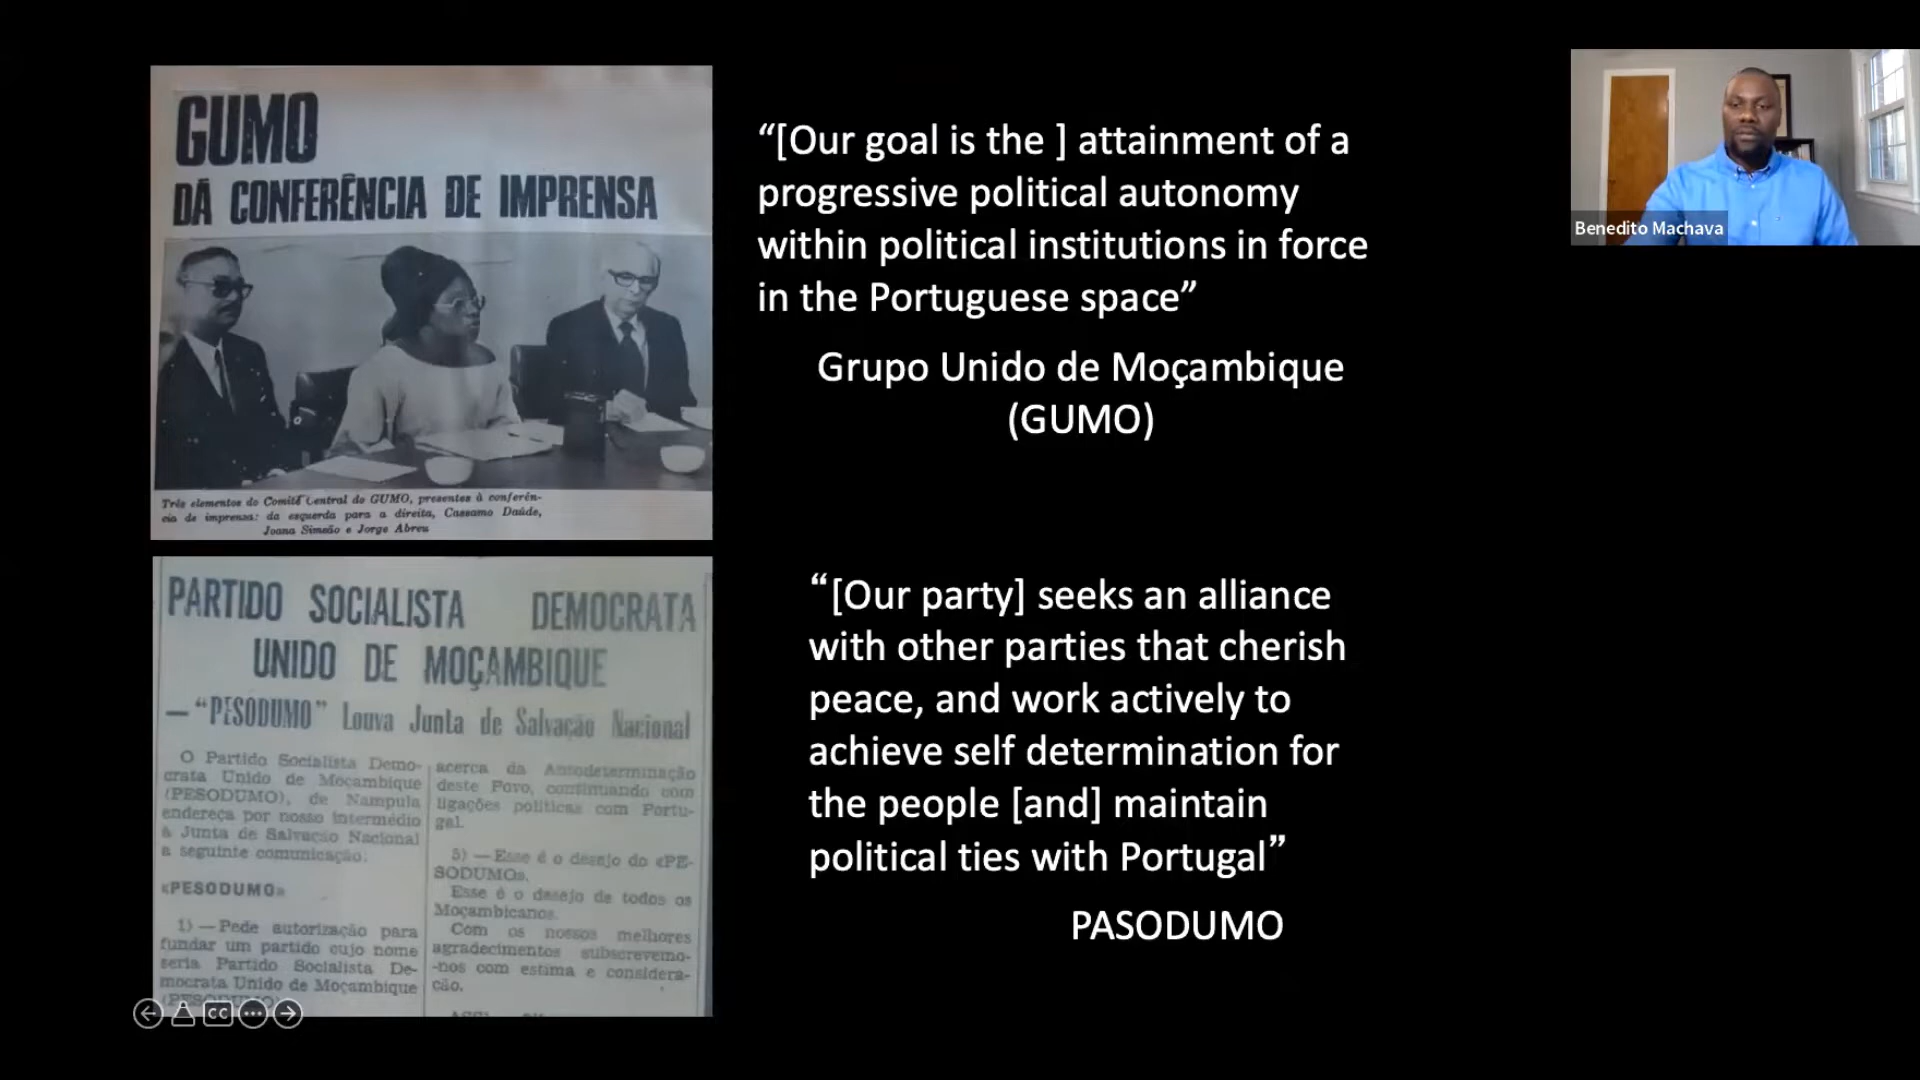 GUMO
DÁ CONFERÊNCIA DE IMPRENSA
Três elementos do Comité Central do GUMO, presentes à conferên-
cia de imprensa: da esquerda para a direita, Cassamo Daúde,
Joana Simeão e Jorge Abreu
“[Our goal is the ] attainment of a
progressive political autonomy
within political institutions in force
in the Portuguese space”
Grupo Unido de Moçambique
(GUMO)
Benedito Machava
PARTIDO SOCIALISTA DEMOCRATA
UNIDO DE MOÇAMBIQUE
— “PESODUMO” Louva Junta de Salvação Nacional
O Partido Socialista Demo-
crata Unido de Moçambique
(PESODUMO), de Nampula
endereça por nosso intermédio
à Junta de Salvação Nacional
a seguinte comunicação:
«PESODUMO»
1) — Pede autorização para
fundar um partido cujo nome
seria Partido Socialista De-
mocrata Unido de Moçambique
(PESODUMO)
acerca da Autodeterminação
deste Povo, continuando com
ligações políticas com Portu-
gal.
5) — Esse é o desejo do «PE-
SODUMO».
Esse é o desejo de todos os
Moçambicanos.
Com os nossos melhores
agradecimentos subscrevemo-
-nos com estima e considera-
ção.
“[Our party] seeks an alliance
with other parties that cherish
peace, and work actively to
achieve self determination for
the people [and] maintain
political ties with Portugal”
PASODUMO
CC